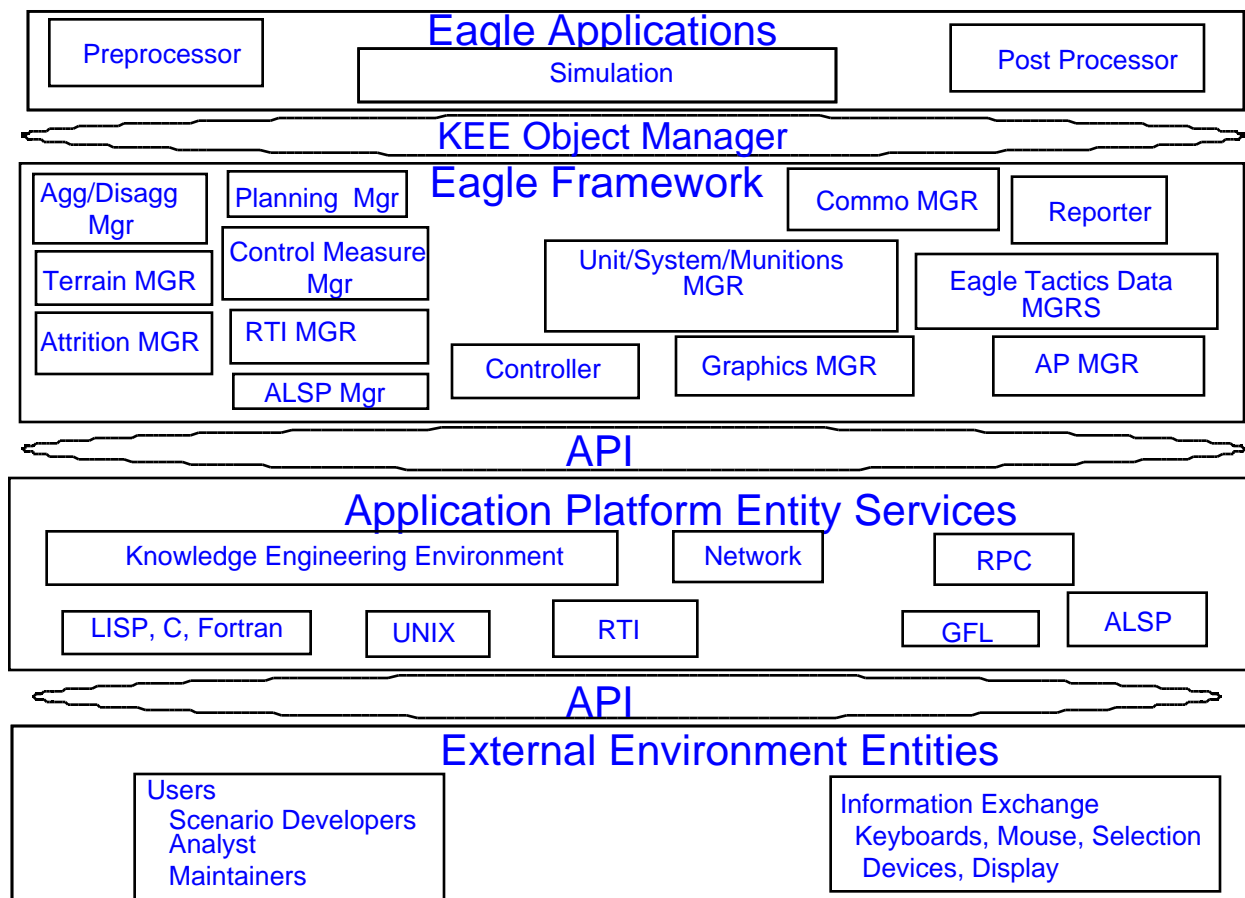 Eagle Applications
Preprocessor
Simulation
Post Processor
KEE Object Manager
Eagle Framework
Agg/Disagg
Mgr
Planning Mgr
Commo MGR
Reporter
Terrain MGR
Control Measure
Mgr
Unit/System/Munitions
MGR
Eagle Tactics Data
MGRS
Attrition MGR
RTI MGR
Controller
Graphics MGR
AP MGR
ALSP Mgr
API
Application Platform Entity Services
Knowledge Engineering Environment
Network
RPC
LISP, C, Fortran
UNIX
RTI
GFL
ALSP
API
External Environment Entities
Users
Scenario Developers
Analyst
Maintainers
Information Exchange
Keyboards, Mouse, Selection
Devices, Display